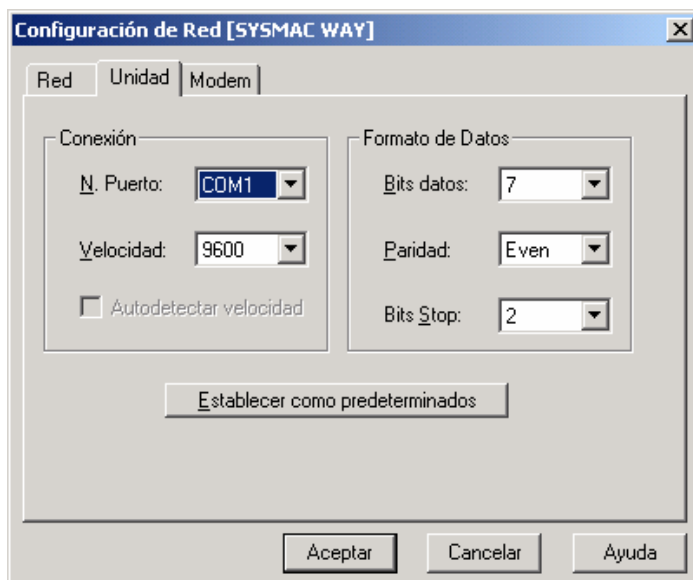 Configuración de Red [SYSMAC WAY]
Red Unidad Modem
Conexión
N. Puerto: COM1
Velocidad: 9600
Autodetectar velocidad
Formato de Datos
Bits datos: 7
Paridad: Even
Bits Stop: 2
Establecer como predeterminados
Aceptar Cancelar Ayuda